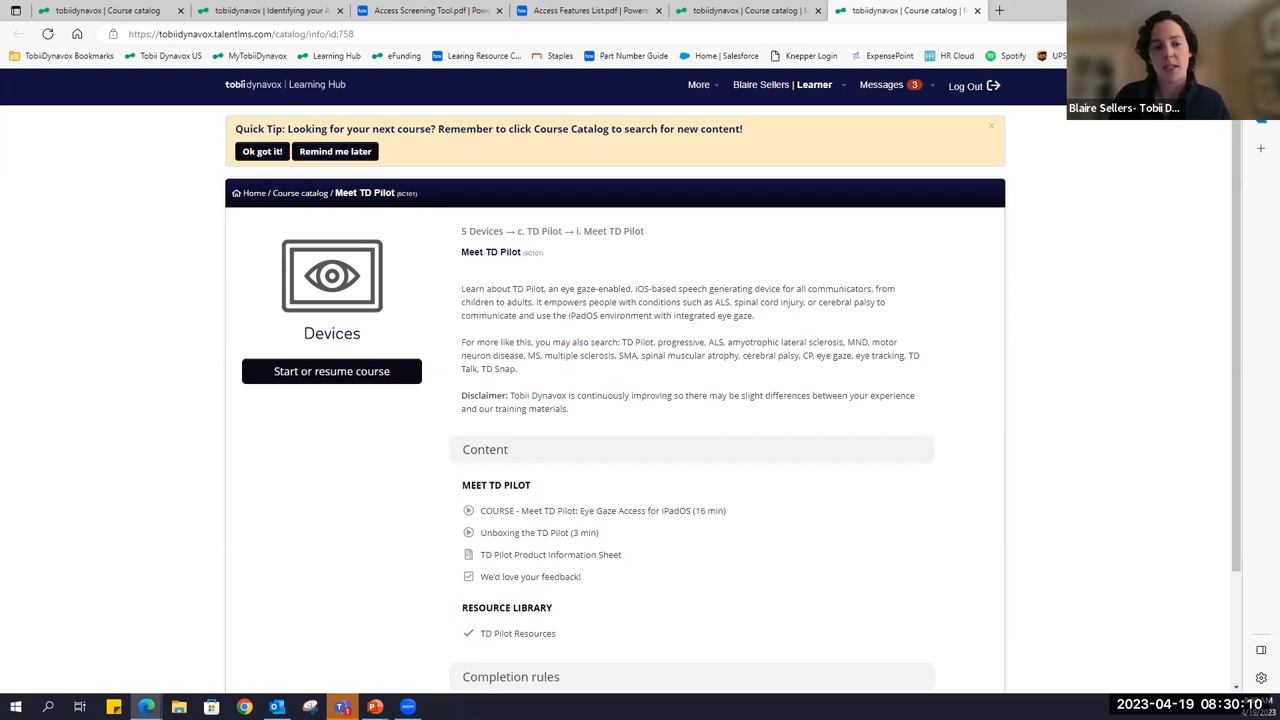 tobiidynavox | Course catalog
tobiidynavox | Identifying your A
Access Screening Tool.pdf | Pow
Access Features List.pdf | Powere
tobiidynavox | Course catalog | M
tobiidynavox | Course catalog | M
https://tobiidynavox.talentlms.com/catalog/info/id:758
TobiiDynavox Bookmarks
Tobii Dynavox US
MyTobiiDynavox
Learning Hub
eFunding
Learing Resource C...
Staples
Part Number Guide
Home | Salesforce
Knepper Login
ExpensePoint
HR Cloud
Spotify
UPS
Blaire Sellers- Tobii D...
tobiidynavox | Learning Hub
More
Blaire Sellers | Learner
Messages 3
Log Out
Quick Tip: Looking for your next course? Remember to click Course Catalog to search for new content!
Ok got it!
Remind me later
Home / Course catalog / Meet TD Pilot (SC101)
Devices
Start or resume course
5 Devices → c. TD Pilot → i. Meet TD Pilot
Meet TD Pilot (SC101)
Learn about TD Pilot, an eye gaze-enabled, iOS-based speech generating device for all communicators, from
children to adults. It empowers people with conditions such as ALS, spinal cord injury, or cerebral palsy to
communicate and use the iPadOS environment with integrated eye gaze.
For more like this, you may also search: TD Pilot, progressive, ALS, amyotrophic lateral sclerosis, MND, motor
neuron disease, MS, multiple sclerosis, SMA, spinal muscular atrophy, cerebral palsy, CP, eye gaze, eye tracking, TD
Talk, TD Snap.
Disclaimer: Tobii Dynavox is continuously improving so there may be slight differences between your experience
and our training materials.
Content
MEET TD PILOT
COURSE - Meet TD Pilot: Eye Gaze Access for iPadOS (16 min)
Unboxing the TD Pilot (3 min)
TD Pilot Product Information Sheet
We'd love your feedback!
RESOURCE LIBRARY
TD Pilot Resources
Completion rules
2023-04-19 08:30:10